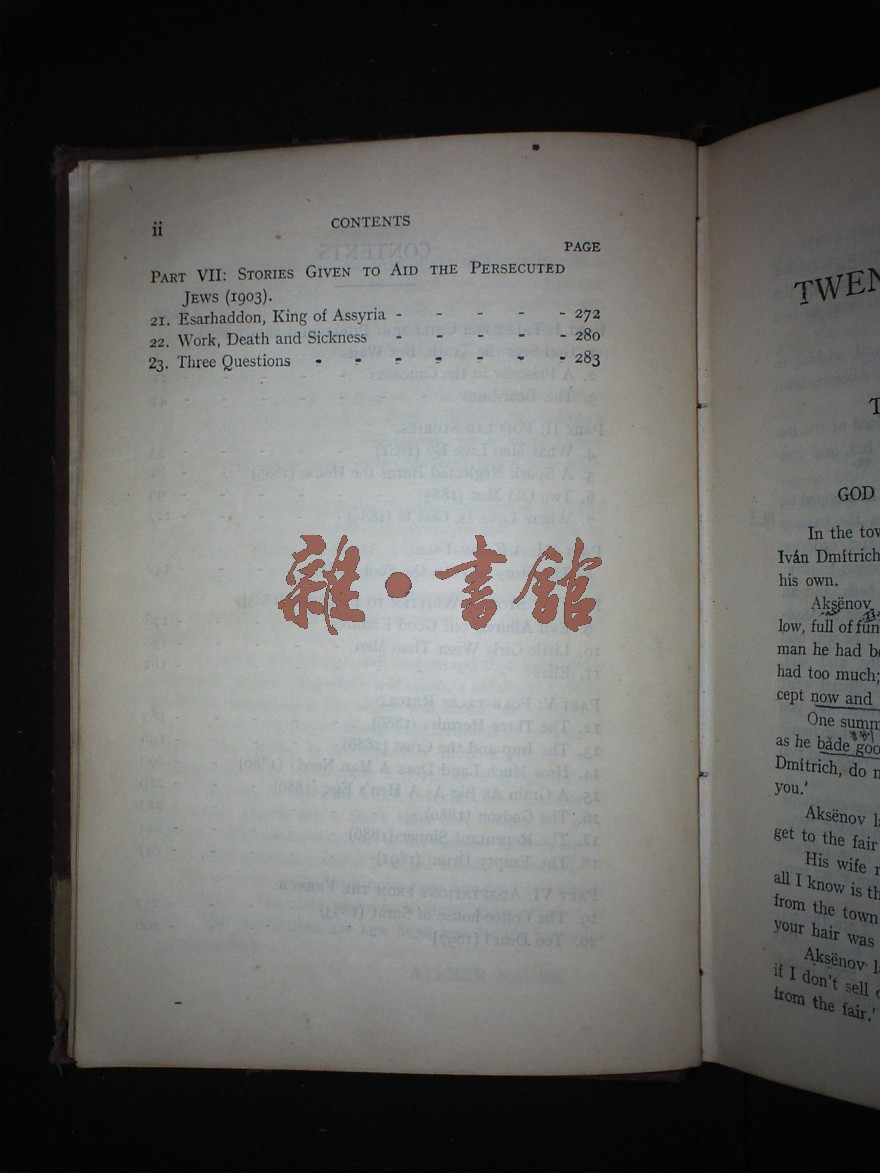 ii
CONTENTS
PAGE
PART VII: STORIES GIVEN TO AID THE PERSECUTED
JEWS (1903).
21. Esarhaddon, King of Assyria - - - - - 272
22. Work, Death and Sickness - - - - - 280
23. Three Questions - - - - - - 283
雜·書館
TWEN
T
GOD
In the tow
Iván Dmítrich
his own.
Aksënov
low, full of fun
man he had be
had too much;
cept now and
One summ
as he bade goo
Dmítrich, do n
you.'
Aksënov la
get to the fair
His wife r
all I know is th
from the town
your hair was
Aksënov la
if I don't sell
from the fair.'